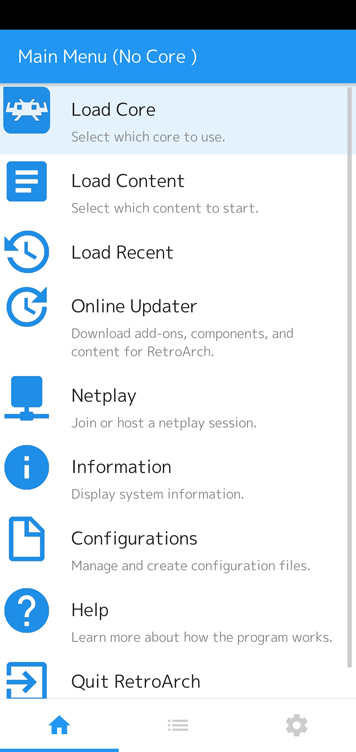 Main Menu (No Core )
Load Core
Select which core to use.
Load Content
Select which content to start.
Load Recent
Online Updater
Download add-ons, components, and
content for RetroArch.
Netplay
Join or host a netplay session.
Information
Display system information.
Configurations
Manage and create configuration files.
Help
Learn more about how the program works.
Quit RetroArch